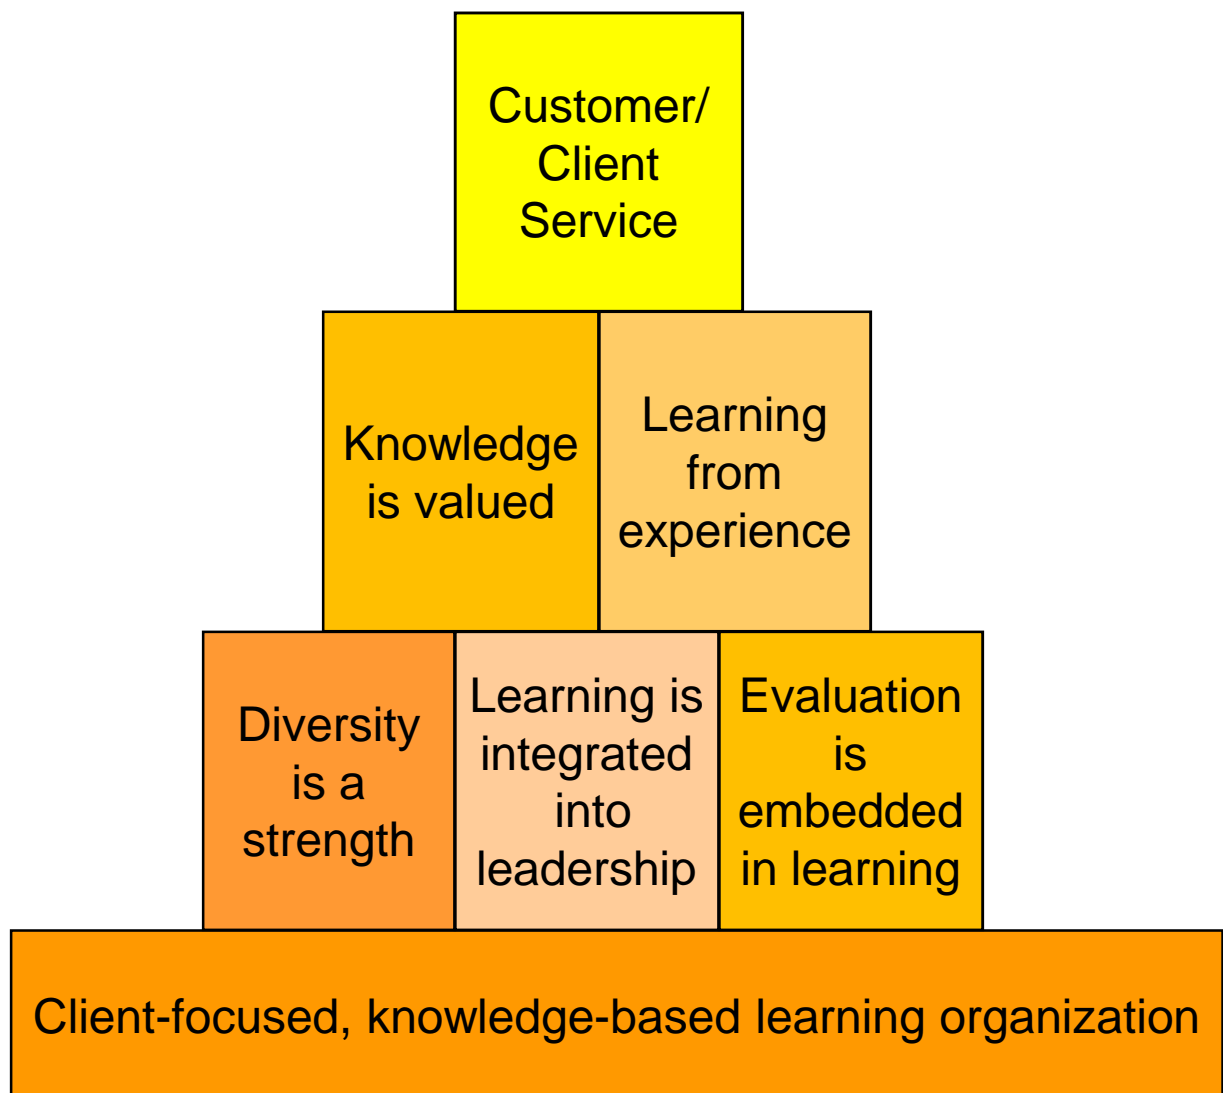 Customer/
Client
Service
Knowledge
is valued
Learning
from
experience
Diversity
is a
strength
Learning is
integrated
into
leadership
Evaluation
is
embedded
in learning
Client-focused, knowledge-based learning organization